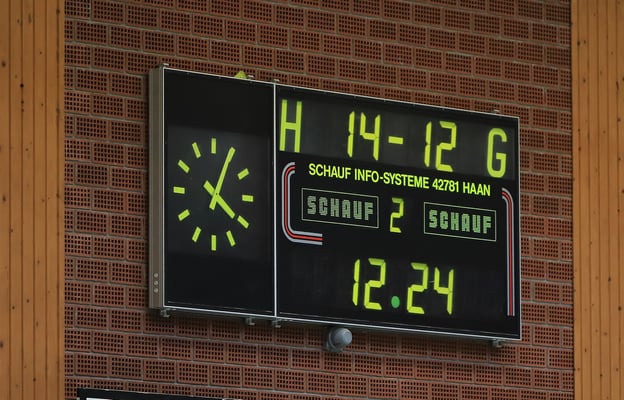 H 14-12 G
SCHAUF INFO-SYSTEME 42781 HAAN
SCHAUF 2 SCHAUF
12.24